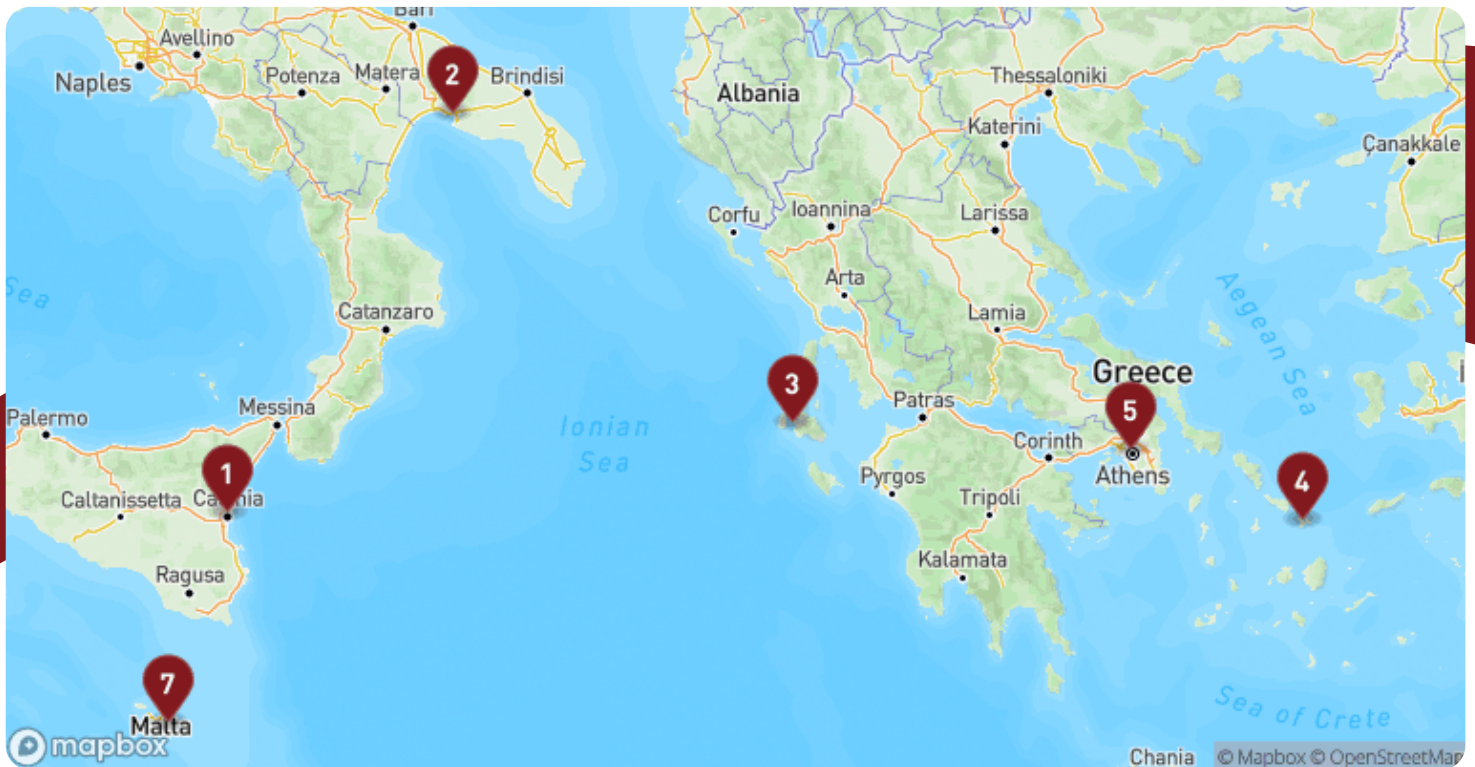 Bari
Avellino
Naples
Potenza
Matera
2
Brindisi
Albania
Thessaloniki
Katerini
Çanakkale
Corfu
Ioannina
Larissa
Sea
Arta
Aegean Sea
Catanzaro
Lamia
Greece
3
Patras
5
Messina
Palermo
Ionian
Sea
Corinth
Athens
1
4
Caltanissetta
Pyrgos
Tripoli
Ragusa
Kalamata
7
Malta
Sea of Crete
mapbox
Chania
© Mapbox © OpenStreetMap